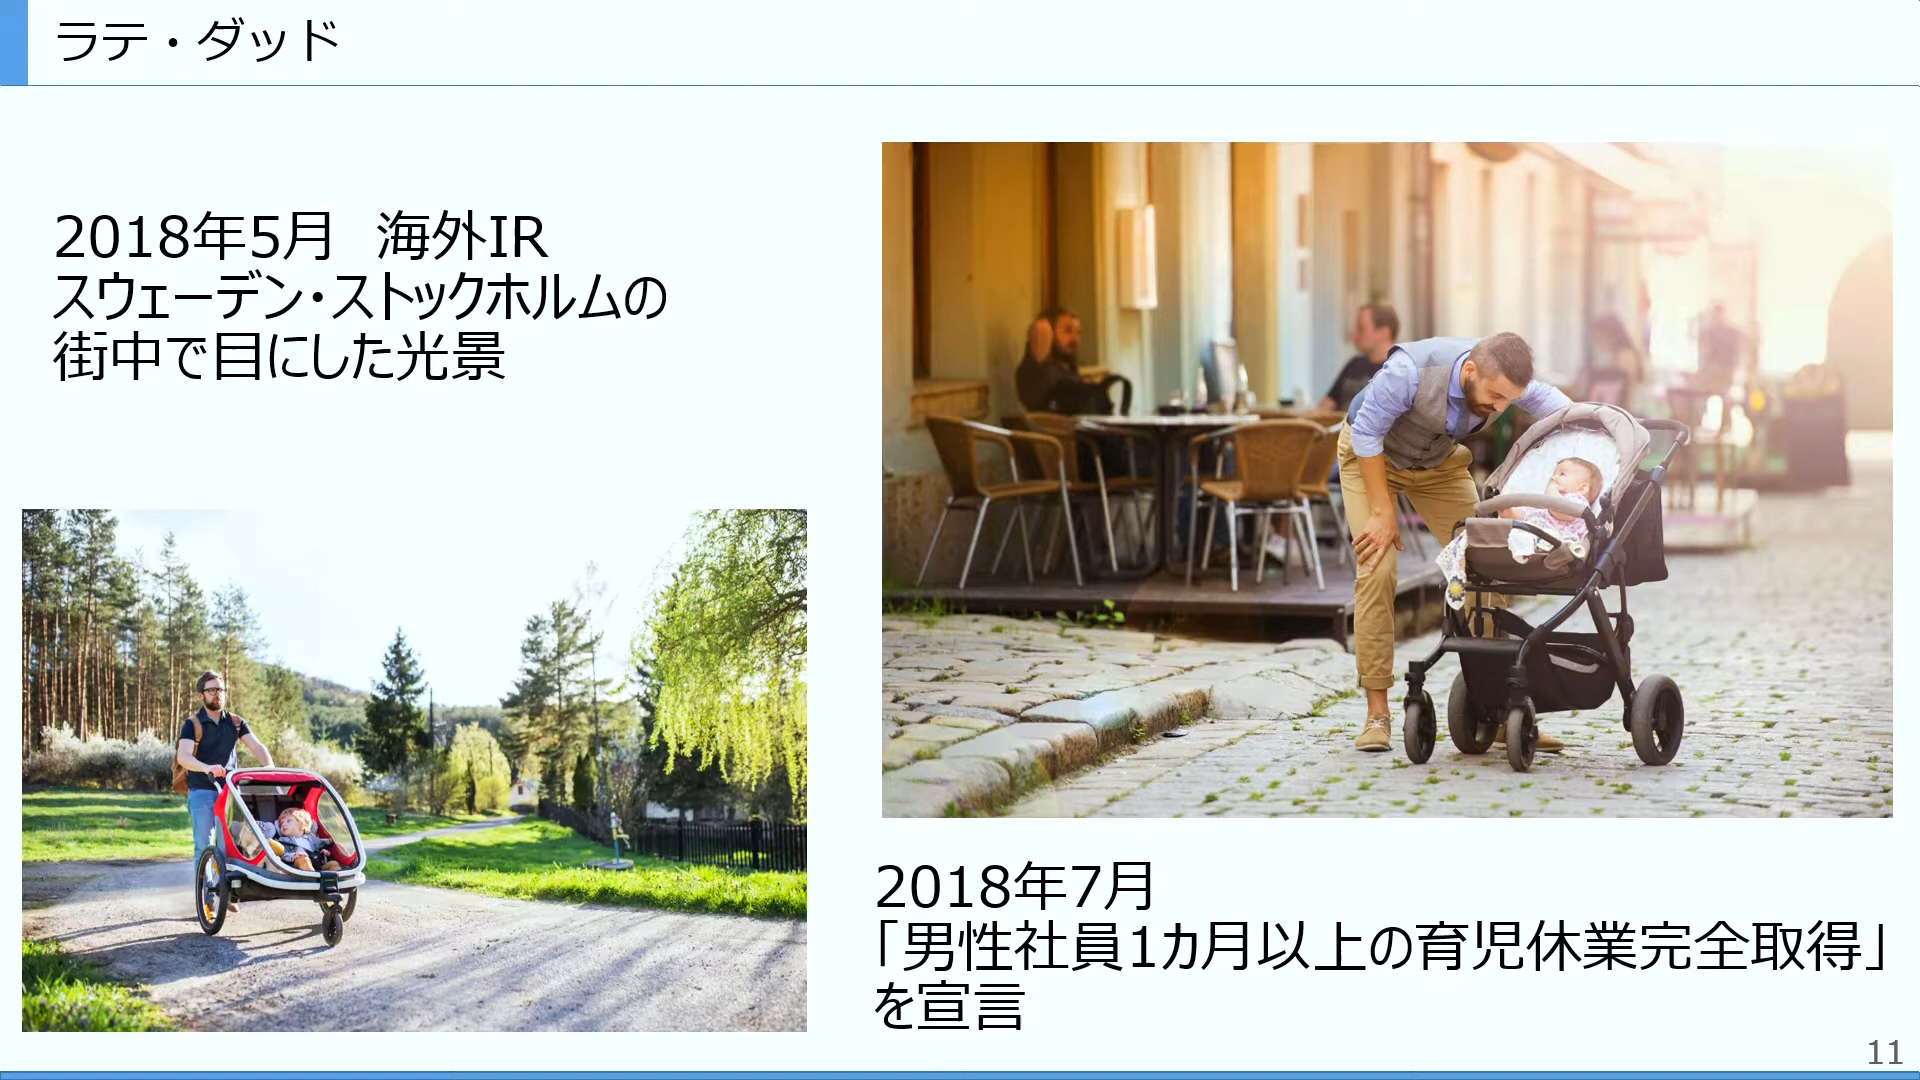 ラテ・ダッド
2018年5月　海外IR
スウェーデン・ストックホルムの
街中で目にした光景
2018年7月
「男性社員1カ月以上の育児休業完全取得」
を宣言
11